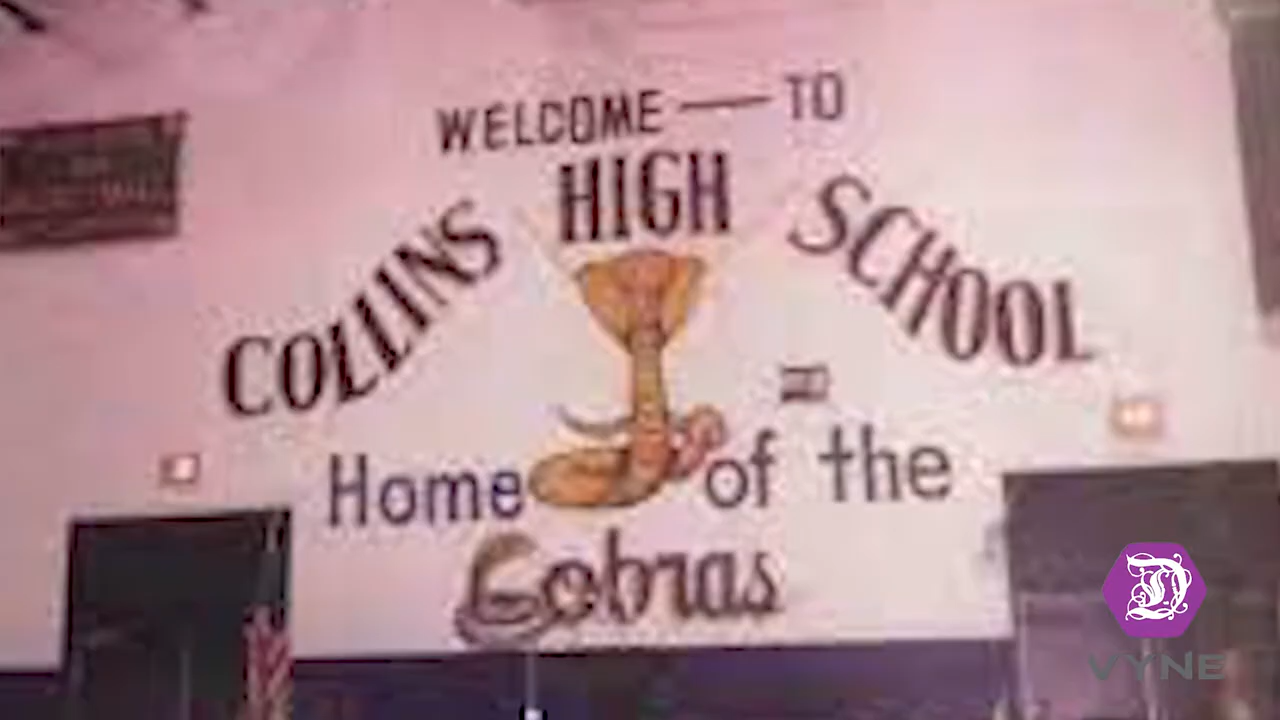 WELCOME — TO
COLLINS HIGH SCHOOL
Home of the
Cobras
VYNE